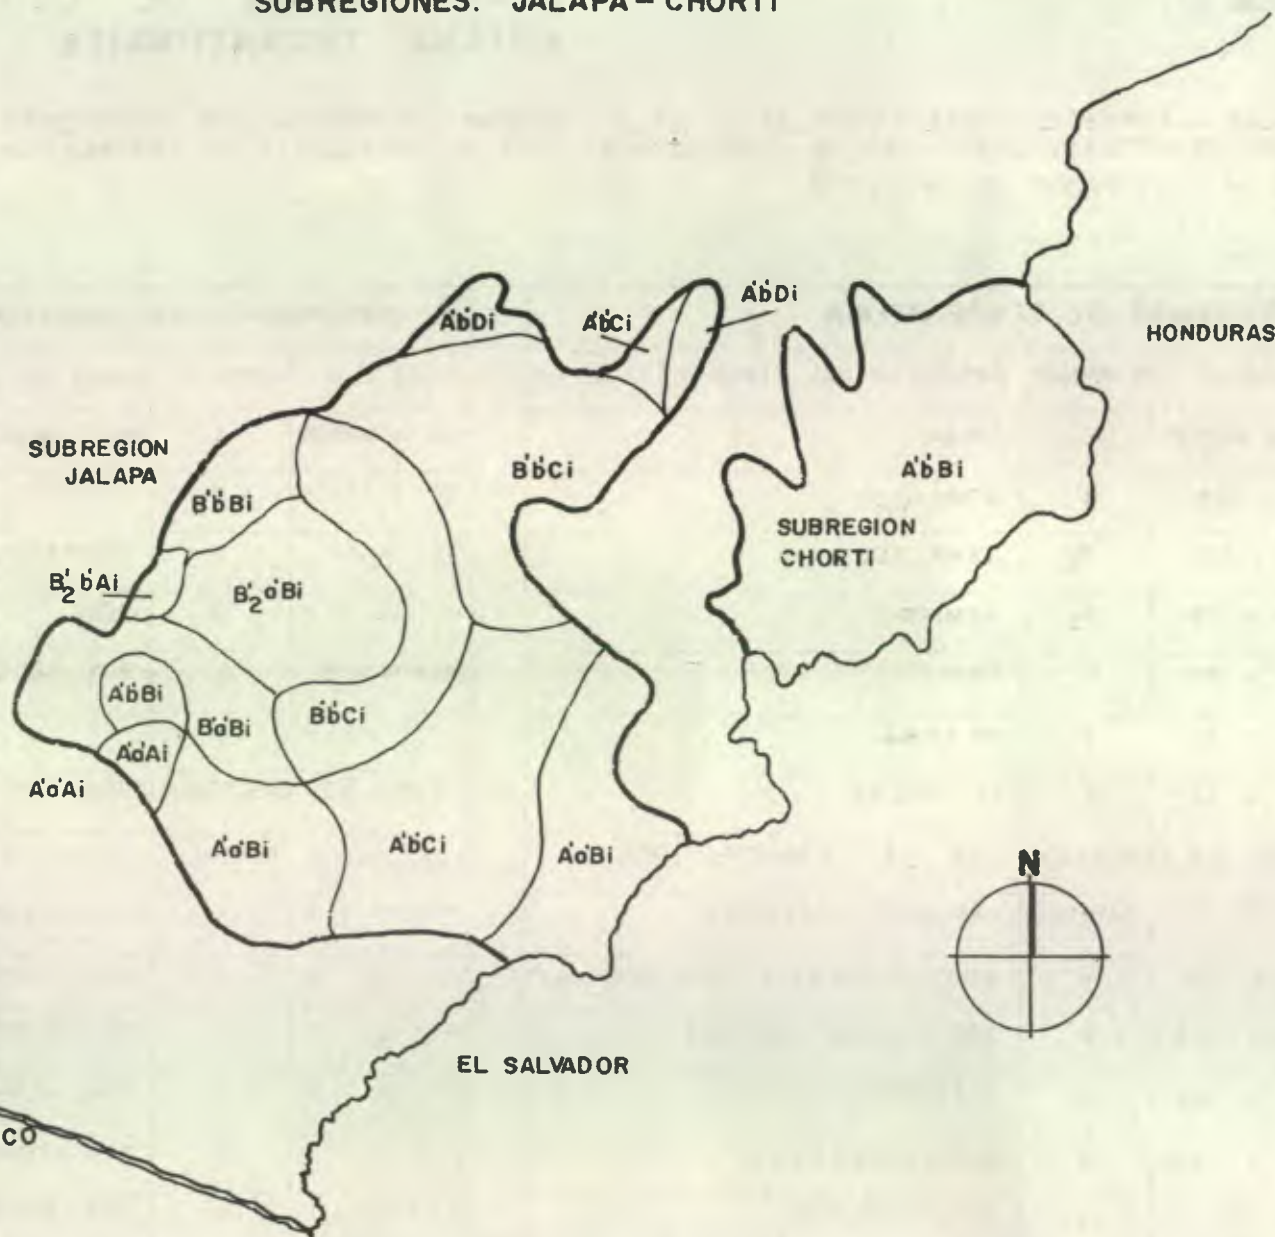 SUBREGIONES: JALAPA - CHORTI
A'b'Di
A'b'Ci
A'b'Di
HONDURAS
SUBREGION
JALAPA
B'b'Ci
A'b'Bi
B'b'Bi
SUBREGION
CHORTI
B'2 b'Ai
B'2 a'Bi
A'b'Bi
B'a'Bi
B'b'Ci
A'a'Ai
A'a'Ai
A'a'Bi
A'b'Ci
A'a'Bi
N
EL SALVADOR
CO